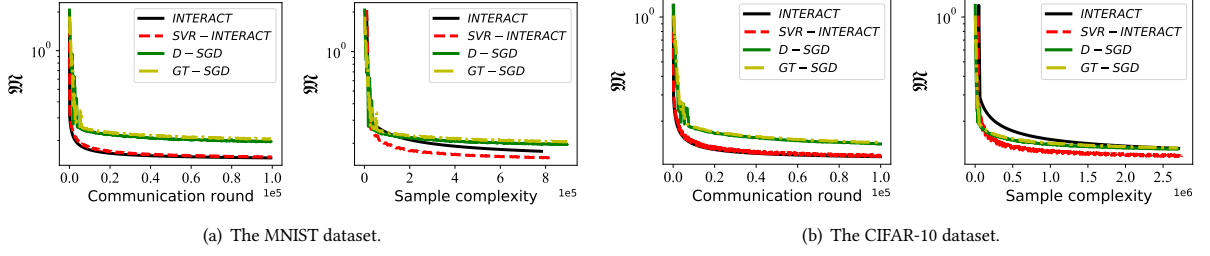 𝔐
10⁰
INTERACT
SVR−INTERACT
D−SGD
GT−SGD
0.0 0.2 0.4 0.6 0.8 1.0
1e5
Communication round
𝔐
10⁰
INTERACT
SVR−INTERACT
D−SGD
GT−SGD
0 2 4 6 8
1e5
Sample complexity
(a) The MNIST dataset.
𝔐
10⁰
INTERACT
SVR−INTERACT
D−SGD
GT−SGD
0.0 0.2 0.4 0.6 0.8 1.0
1e5
Communication round
𝔐
10⁰
INTERACT
SVR−INTERACT
D−SGD
GT−SGD
0.0 0.5 1.0 1.5 2.0 2.5
1e6
Sample complexity
(b) The CIFAR-10 dataset.